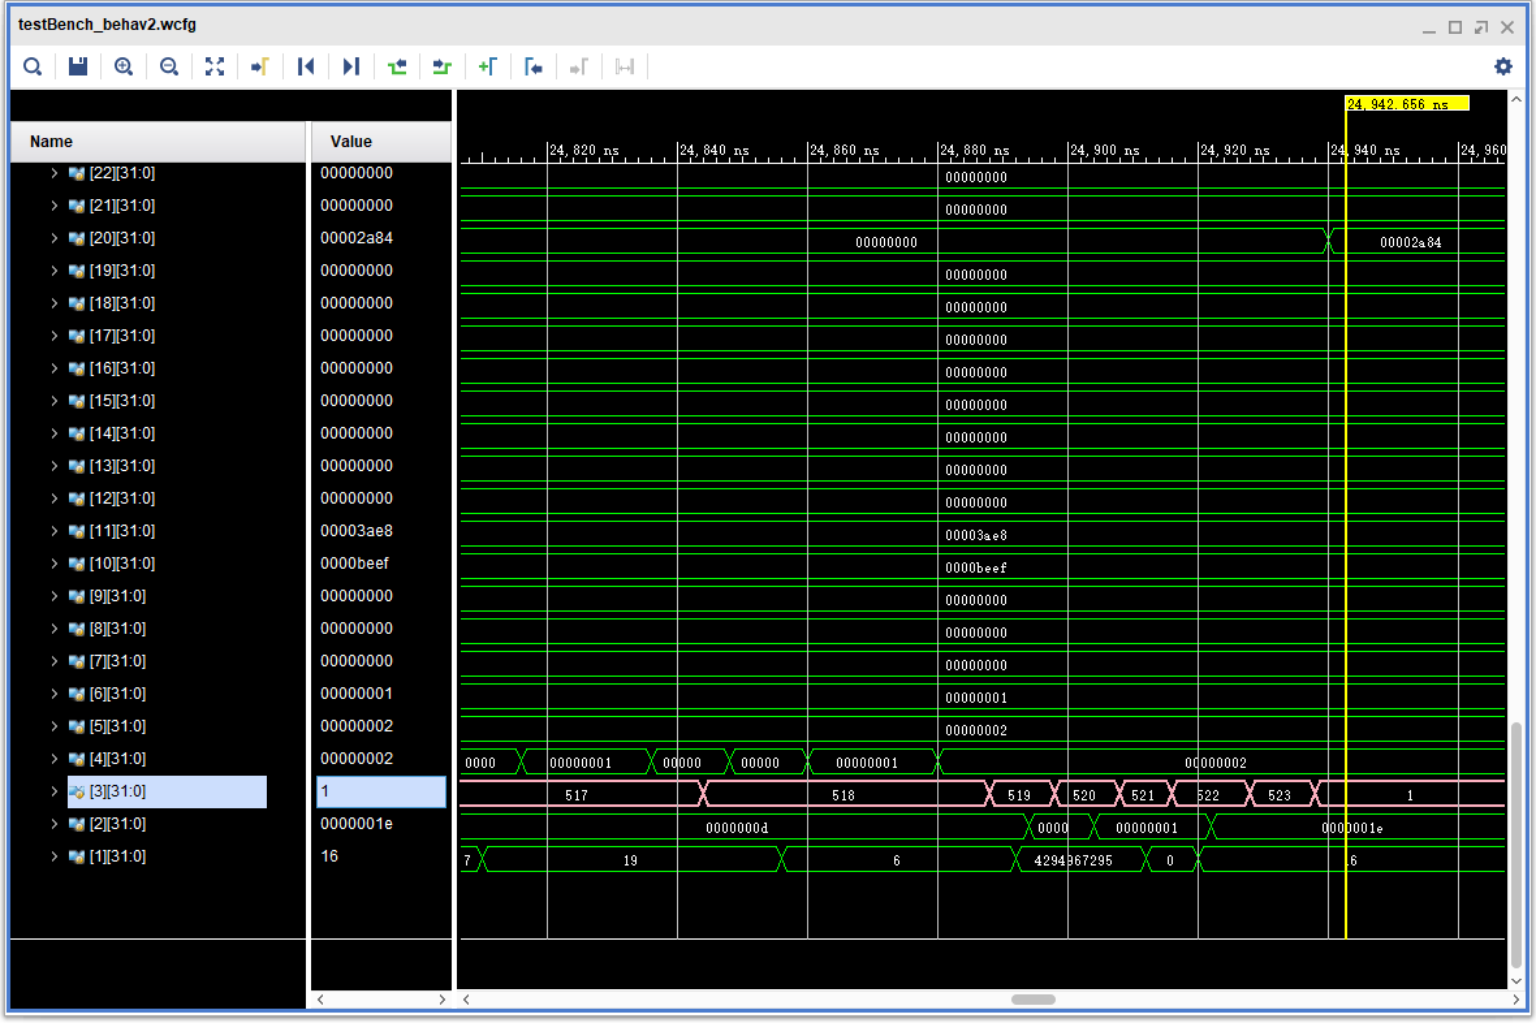 testBench_behav2.wcfg
24,942.656 ns
Name Value 24,820 ns 24,840 ns 24,860 ns 24,880 ns 24,900 ns 24,920 ns 24,940 ns 24,960
[22][31:0] 00000000 00000000
[21][31:0] 00000000 00000000
[20][31:0] 00002a84 00000000 00002a84
[19][31:0] 00000000 00000000
[18][31:0] 00000000 00000000
[17][31:0] 00000000 00000000
[16][31:0] 00000000 00000000
[15][31:0] 00000000 00000000
[14][31:0] 00000000 00000000
[13][31:0] 00000000 00000000
[12][31:0] 00000000 00000000
[11][31:0] 00003ae8 00003ae8
[10][31:0] 0000beef 0000beef
[9][31:0] 00000000 00000000
[8][31:0] 00000000 00000000
[7][31:0] 00000000 00000000
[6][31:0] 00000001 00000001
[5][31:0] 00000002 00000002
[4][31:0] 00000002 0000 00000001 00000 00000 00000001 00000002
[3][31:0] 1 517 518 519 520 521 522 523 1
[2][31:0] 0000001e 0000000d 0000 00000001 0000001e
[1][31:0] 16 7 19 6 4294967295 0 16